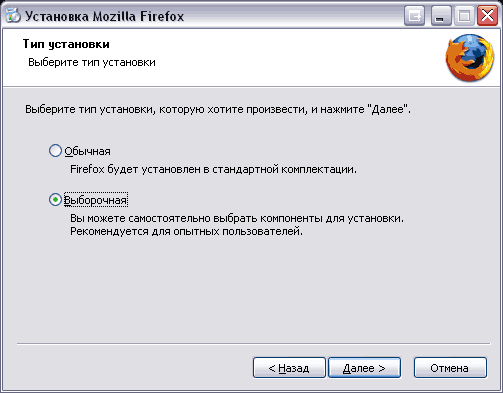 Установка Mozilla Firefox
Тип установки
Выберите тип установки
Выберите тип установки, которую хотите произвести, и нажмите "Далее".
Обычная
Firefox будет установлен в стандартной комплектации.
Выборочная
Вы можете самостоятельно выбрать компоненты для установки.
Рекомендуется для опытных пользователей.
< Назад
Далее >
Отмена